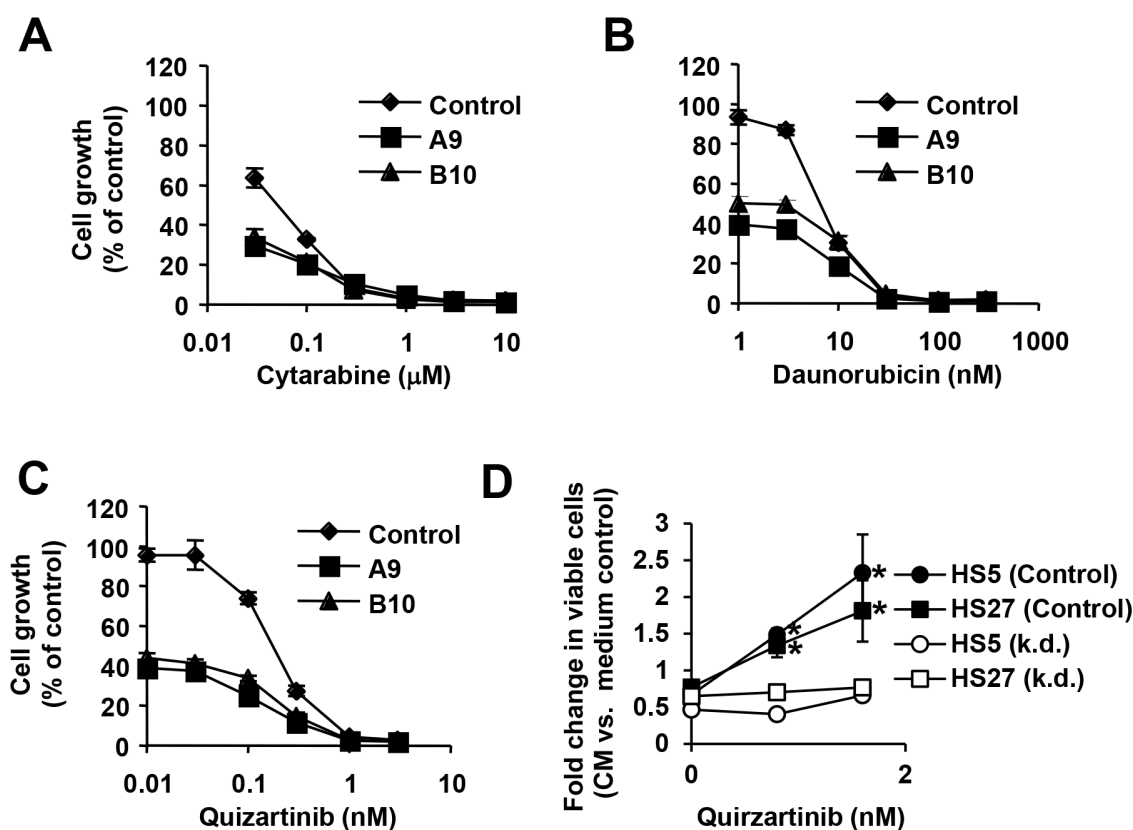 A
120
100
80
60
40
20
0
Cell growth
(% of control)
Control
A9
B10
0.01 0.1 1 10
Cytarabine (μM)
B
120
100
80
60
40
20
0
Control
A9
B10
1 10 100 1000
Daunorubicin (nM)
C
120
100
80
60
40
20
0
Cell growth
(% of control)
Control
A9
B10
0.01 0.1 1 10
Quizartinib (nM)
D
Fold change in viable cells
(CM vs. medium control)
3
2.5
2
1.5
1
0.5
0
*
*
*
*
HS5 (Control)
HS27 (Control)
HS5 (k.d.)
HS27 (k.d.)
0 2
Quirzartinib (nM)